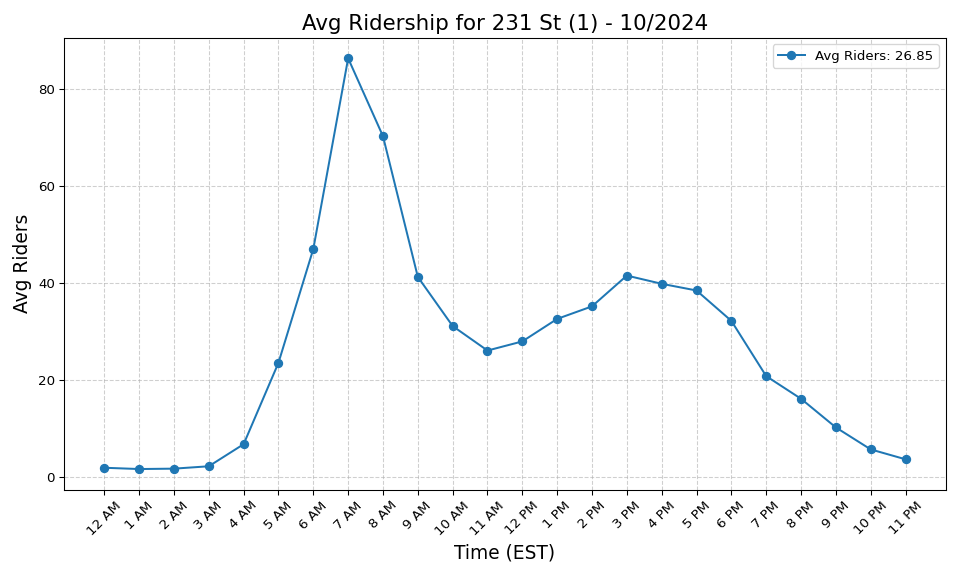 Avg Ridership for 231 St (1) - 10/2024
Avg Riders: 26.85
Avg Riders
80
60
40
20
0
12 AM
1 AM
2 AM
3 AM
4 AM
5 AM
6 AM
7 AM
8 AM
9 AM
10 AM
11 AM
12 PM
1 PM
2 PM
3 PM
4 PM
5 PM
6 PM
7 PM
8 PM
9 PM
10 PM
11 PM
Time (EST)